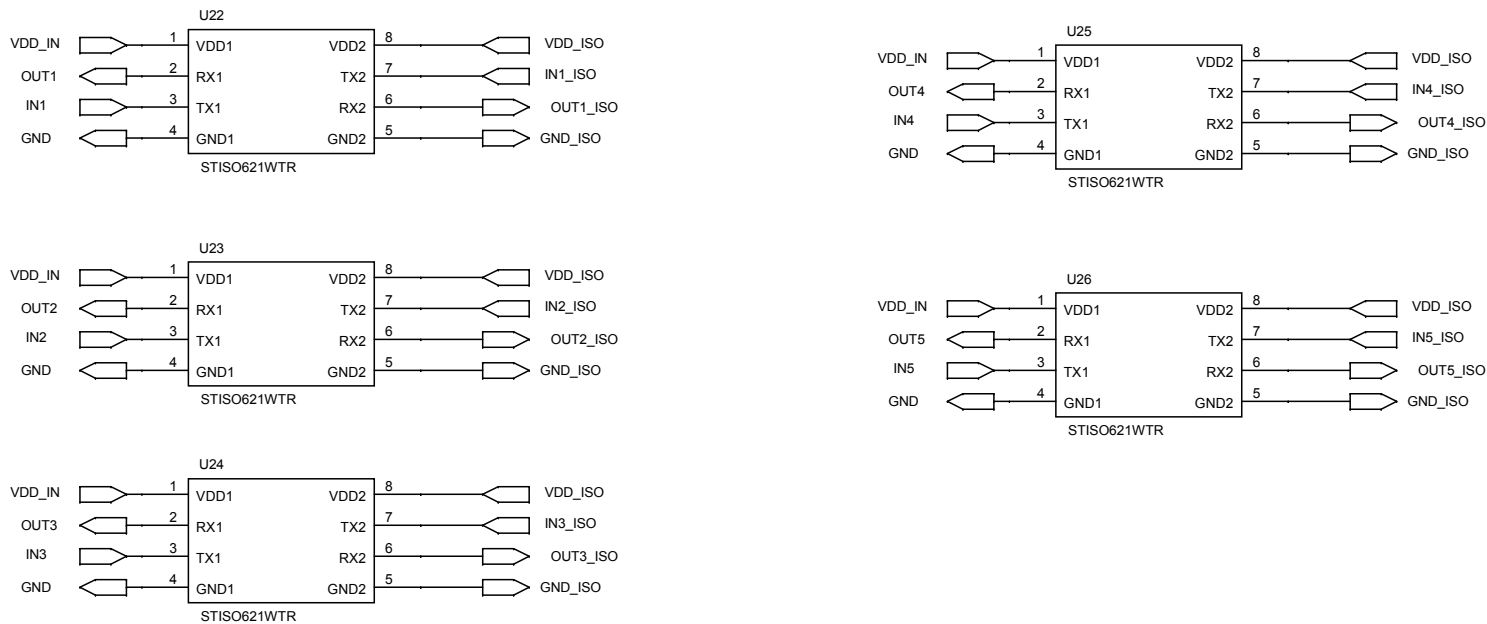 U22
VDD_IN 1 VDD1 VDD2 8 VDD_ISO
OUT1 2 RX1 TX2 7 IN1_ISO
IN1 3 TX1 RX2 6 OUT1_ISO
GND 4 GND1 GND2 5 GND_ISO
STISO621WTR
U23
VDD_IN 1 VDD1 VDD2 8 VDD_ISO
OUT2 2 RX1 TX2 7 IN2_ISO
IN2 3 TX1 RX2 6 OUT2_ISO
GND 4 GND1 GND2 5 GND_ISO
STISO621WTR
U24
VDD_IN 1 VDD1 VDD2 8 VDD_ISO
OUT3 2 RX1 TX2 7 IN3_ISO
IN3 3 TX1 RX2 6 OUT3_ISO
GND 4 GND1 GND2 5 GND_ISO
STISO621WTR
U25
VDD_IN 1 VDD1 VDD2 8 VDD_ISO
OUT4 2 RX1 TX2 7 IN4_ISO
IN4 3 TX1 RX2 6 OUT4_ISO
GND 4 GND1 GND2 5 GND_ISO
STISO621WTR
U26
VDD_IN 1 VDD1 VDD2 8 VDD_ISO
OUT5 2 RX1 TX2 7 IN5_ISO
IN5 3 TX1 RX2 6 OUT5_ISO
GND 4 GND1 GND2 5 GND_ISO
STISO621WTR